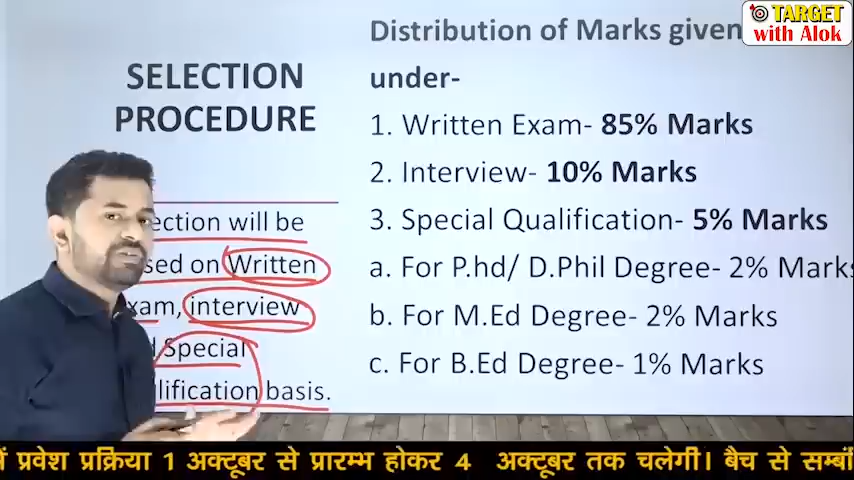 TARGET
with Alok
SELECTION
PROCEDURE
ection will be
sed on Written
xam, interview
Special
lification basis.
Distribution of Marks given
under-
1. Written Exam- 85% Marks
2. Interview- 10% Marks
3. Special Qualification- 5% Marks
a. For P.hd/ D.Phil Degree- 2% Marks
b. For M.Ed Degree- 2% Marks
c. For B.Ed Degree- 1% Marks
प्रवेश प्रक्रिया 1 अक्टूबर से प्रारम्भ होकर 4 अक्टूबर तक चलेगी। बैच से सम्बं